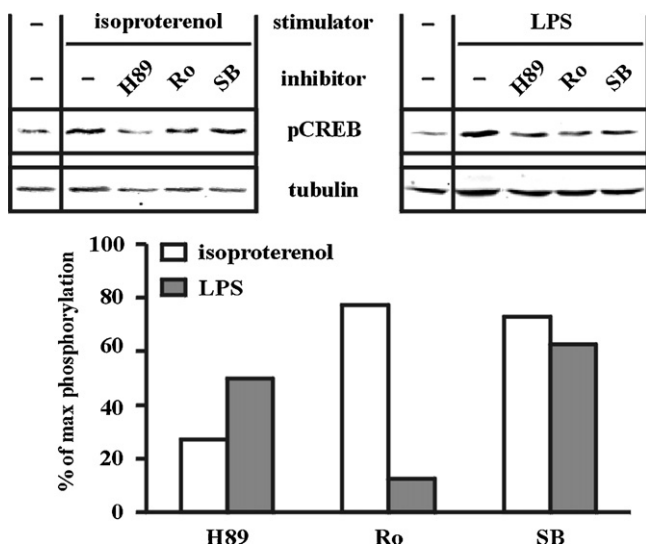 – isoproterenol stimulator – LPS
– – H89 Ro SB inhibitor – – H89 Ro SB
pCREB
tubulin
100
80
60
40
20
0
% of max phosphorylation
isoproterenol
LPS
H89 Ro SB